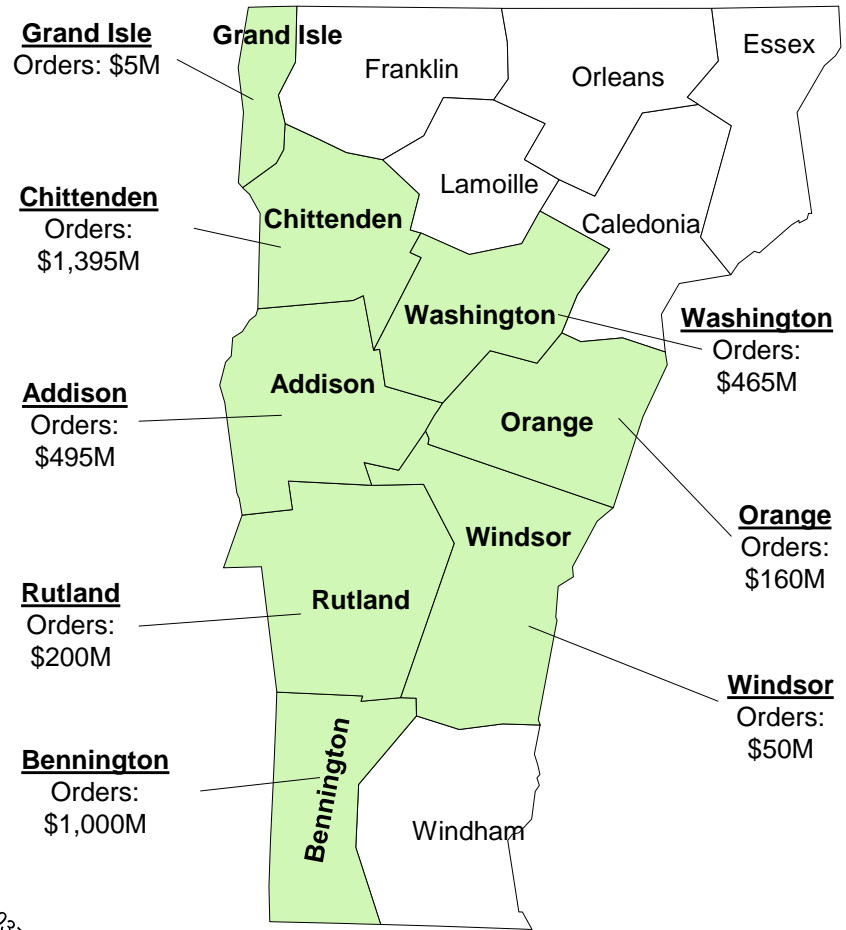 Grand Isle
Orders: $5M
Grand Isle
Franklin
Orleans
Essex
Lamoille
Chittenden
Orders:
$1,395M
Chittenden
Caledonia
Washington
Washington
Orders:
$465M
Addison
Orders:
$495M
Addison
Orange
Orange
Orders:
$160M
Windsor
Rutland
Orders:
$200M
Rutland
Windsor
Orders:
$50M
Bennington
Orders:
$1,000M
Bennington
Windham